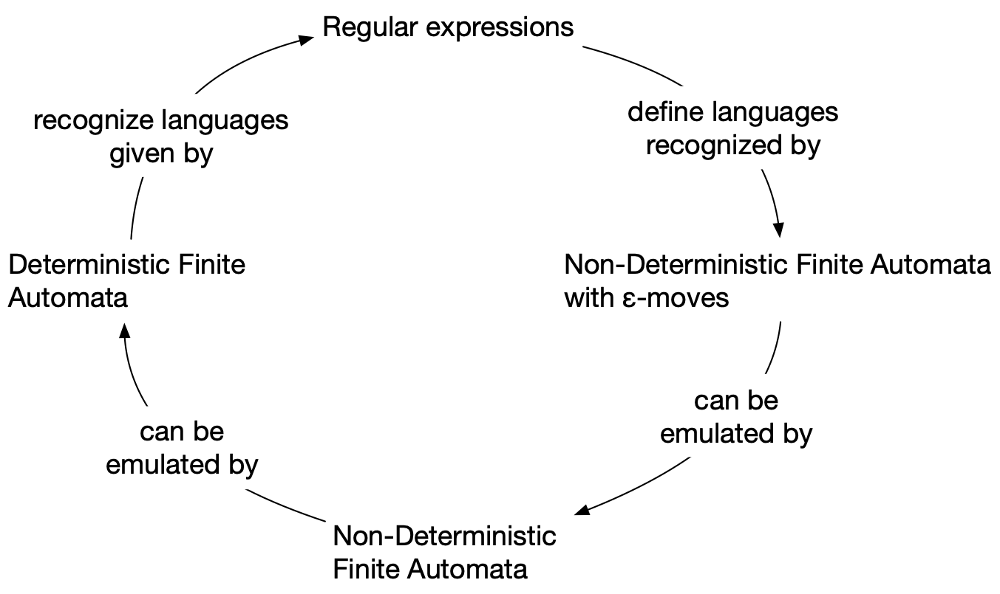 Regular expressions
define languages
recognized by
Non-Deterministic Finite Automata
with ε-moves
can be
emulated by
Non-Deterministic
Finite Automata
can be
emulated by
Deterministic Finite
Automata
recognize languages
given by